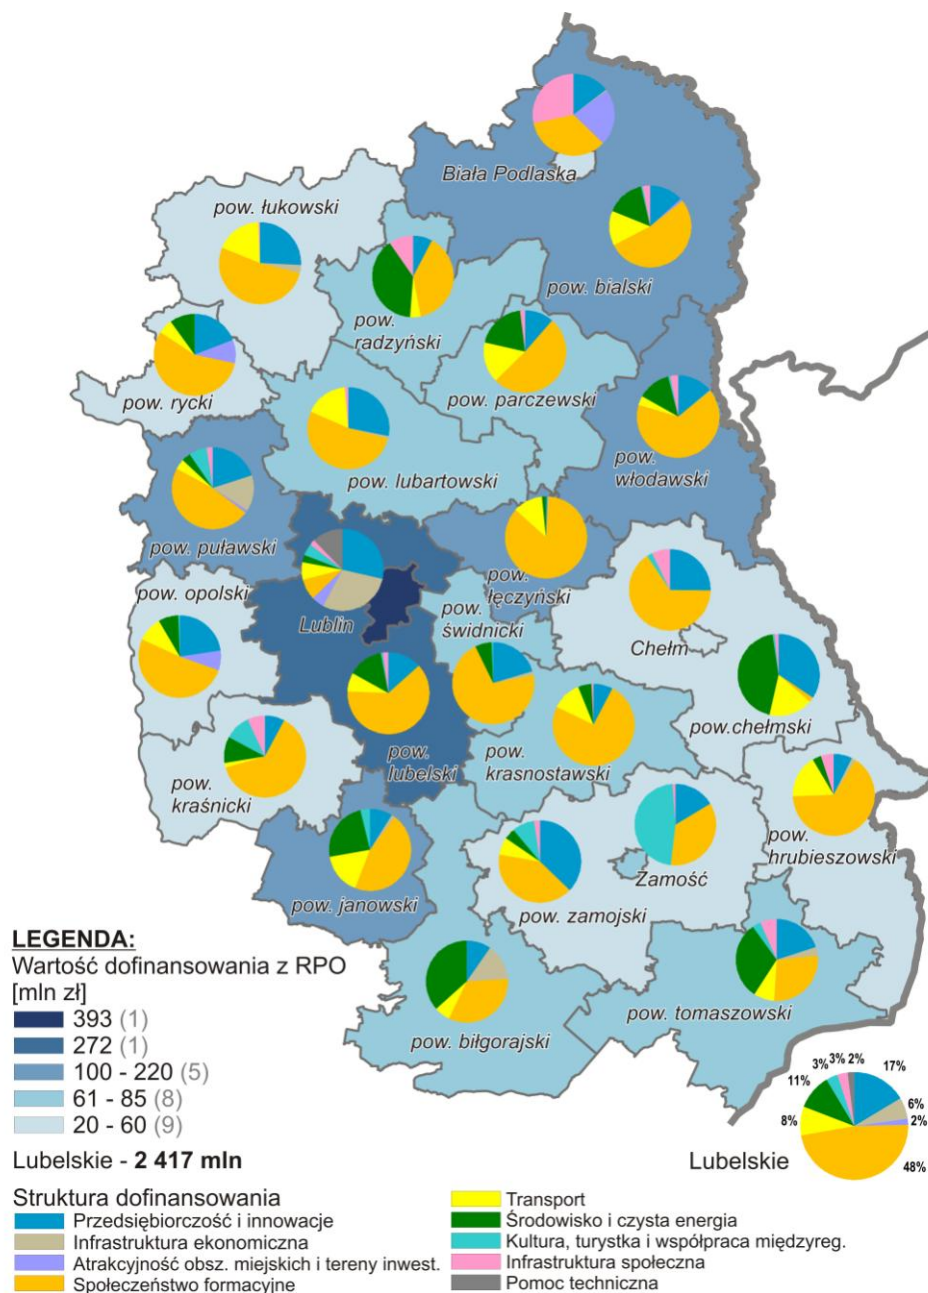 Biała Podlaska
pow. łukowski
pow. bialski
pow.
radzyński
pow. rycki
pow. parczewski
pow.
włodawski
pow. lubartowski
pow. puławski
pow.
łęczyński
pow. opolski
Lublin
pow.
świdnicki
Chełm
pow.chełmski
pow.
lubelski
pow.
krasnostawski
pow.
kraśnicki
pow.
hrubieszowski
pow. janowski
pow. zamojski
Zamość
pow. tomaszowski
pow. biłgorajski
LEGENDA:
Wartość dofinansowania z RPO
[mln zł]
393 (1)
272 (1)
100 - 220 (5)
61 - 85 (8)
20 - 60 (9)
Lubelskie - 2 417 mln
3% 2%
3% 17%
11% 6%
8% 2%
48%
Lubelskie
Struktura dofinansowania
Przedsiębiorczość i innowacje
Infrastruktura ekonomiczna
Atrakcyjność obsz. miejskich i tereny inwest.
Społeczeństwo formacyjne
Transport
Środowisko i czysta energia
Kultura, turystka i współpraca międzyreg.
Infrastruktura społeczna
Pomoc techniczna